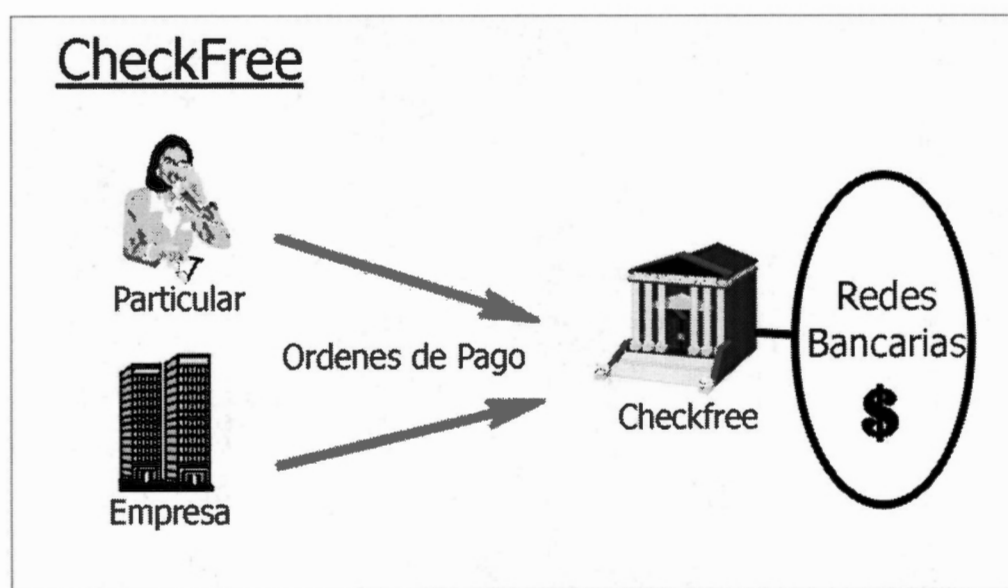 CheckFree
Particular
Ordenes de Pago
Empresa
Checkfree
Redes
Bancarias
$